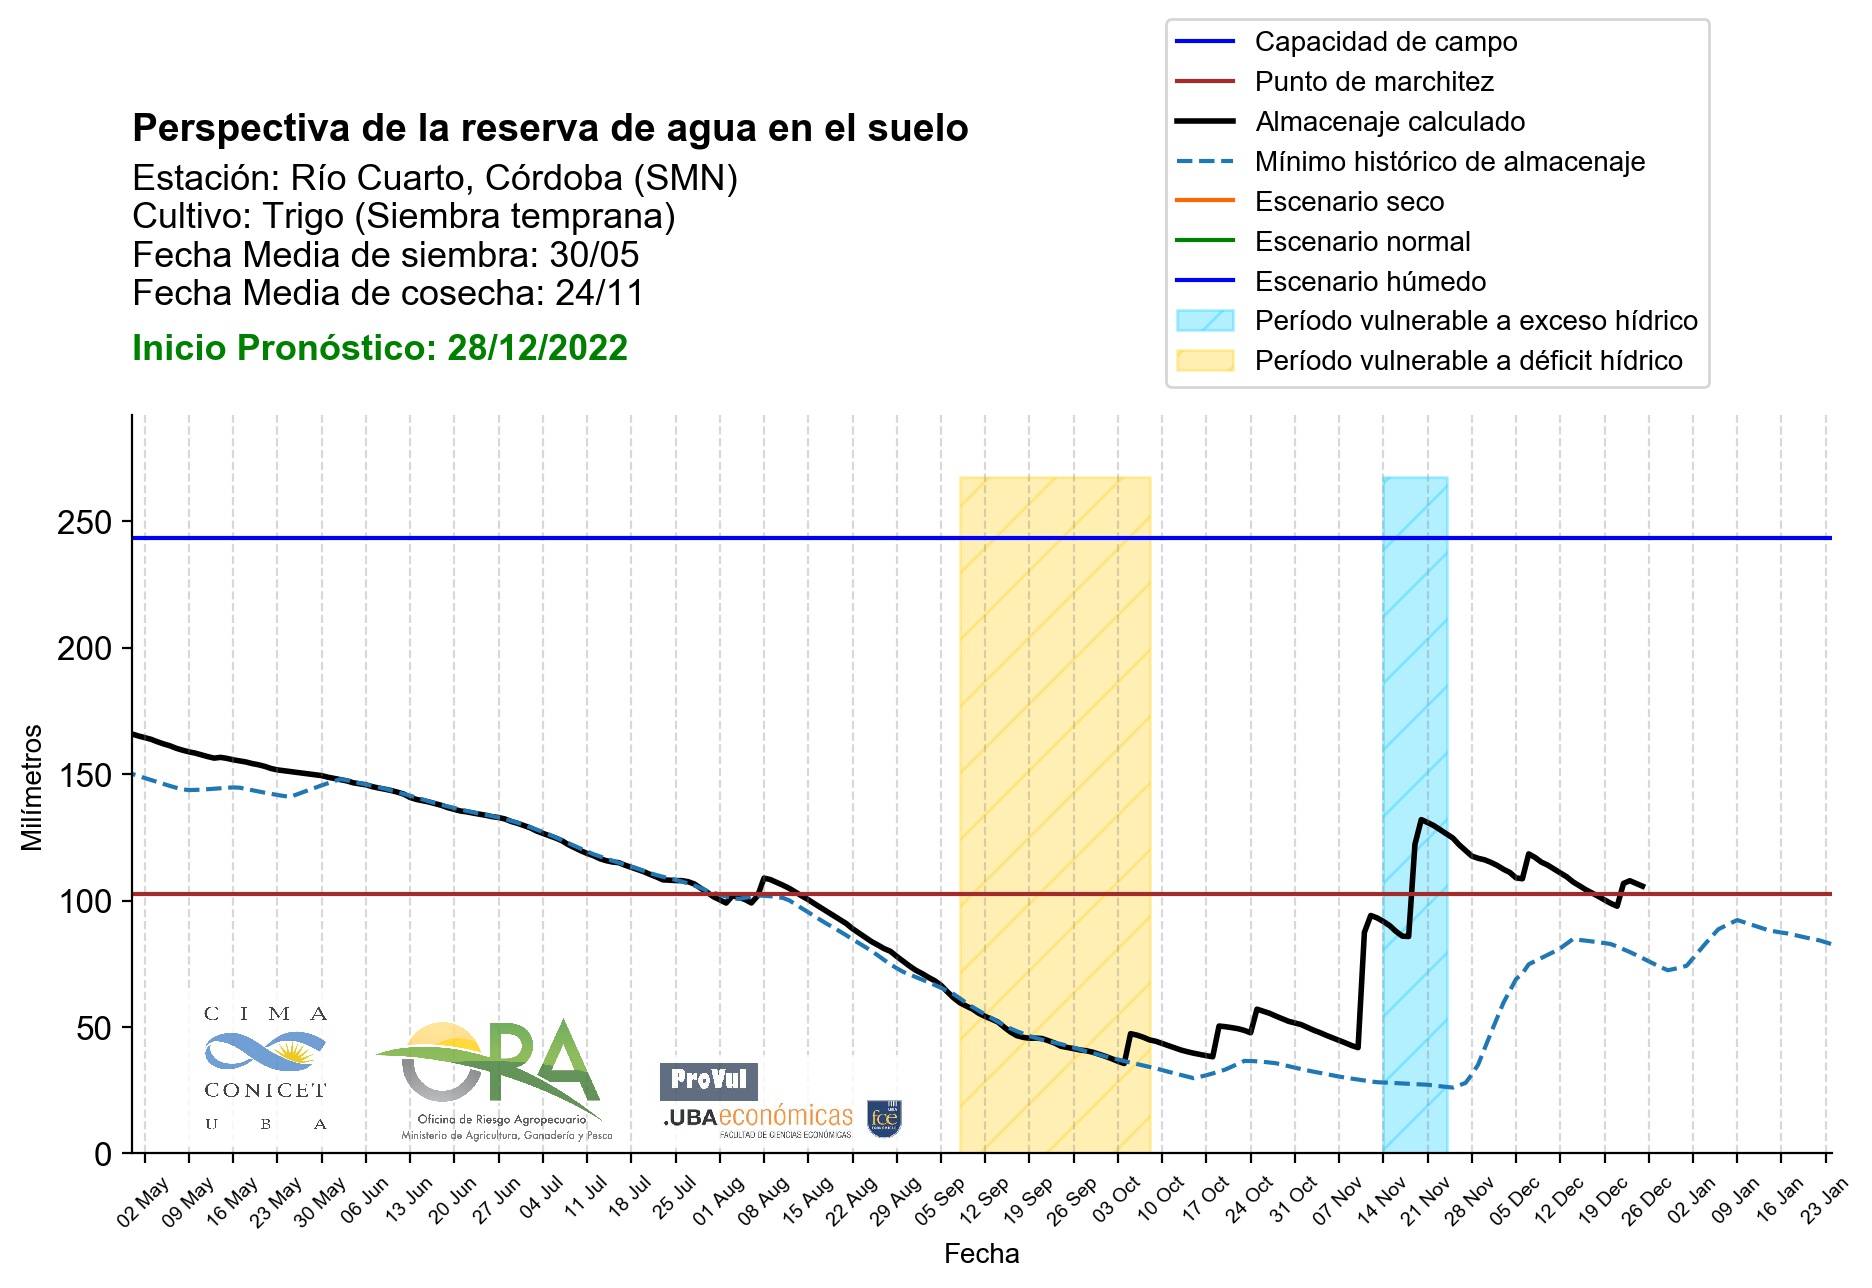 Capacidad de campo
Punto de marchitez
Almacenaje calculado
Mínimo histórico de almacenaje
Escenario seco
Escenario normal
Escenario húmedo
Período vulnerable a exceso hídrico
Período vulnerable a déficit hídrico
Perspectiva de la reserva de agua en el suelo
Estación: Río Cuarto, Córdoba (SMN)
Cultivo: Trigo (Siembra temprana)
Fecha Media de siembra: 30/05
Fecha Media de cosecha: 24/11
Inicio Pronóstico: 28/12/2022
Milímetros
250
200
150
100
50
0
CIMA
CONICET
UBA
ORA
Oficina de Riesgo Agropecuario
Ministerio de Agricultura, Ganadería y Pesca
ProVul
.UBAeconómicas
FACULTAD DE CIENCIAS ECONÓMICAS
fce
02 May
09 May
16 May
23 May
30 May
06 Jun
13 Jun
20 Jun
27 Jun
04 Jul
11 Jul
18 Jul
25 Jul
01 Aug
08 Aug
15 Aug
22 Aug
29 Aug
05 Sep
12 Sep
19 Sep
26 Sep
03 Oct
10 Oct
17 Oct
24 Oct
31 Oct
07 Nov
14 Nov
21 Nov
28 Nov
05 Dec
12 Dec
19 Dec
26 Dec
02 Jan
09 Jan
16 Jan
23 Jan
Fecha